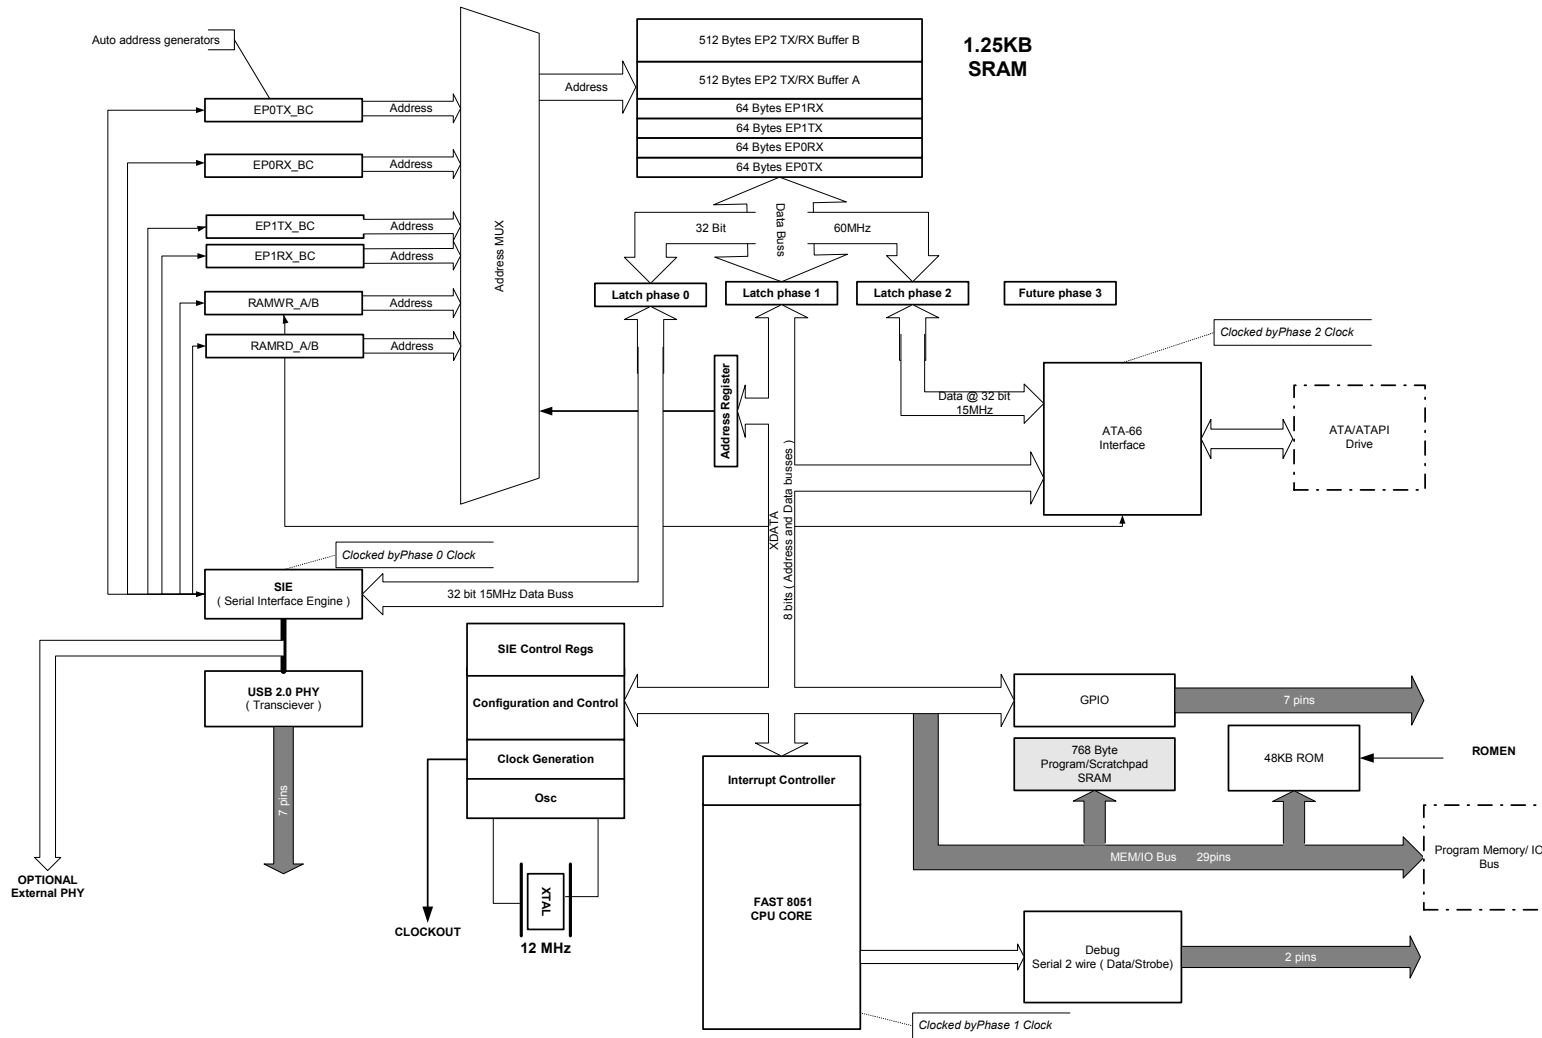 Auto address generators
EP0TX_BC
Address
EP0RX_BC
Address
EP1TX_BC
Address
EP1RX_BC
Address
RAMWR_A/B
Address
RAMRD_A/B
Address
Address MUX
Address
512 Bytes EP2 TX/RX Buffer B
512 Bytes EP2 TX/RX Buffer A
64 Bytes EP1RX
64 Bytes EP1TX
64 Bytes EP0RX
64 Bytes EP0TX
1.25KB
SRAM
32 Bit
Data Buss
60MHz
Latch phase 0
Latch phase 1
Latch phase 2
Future phase 3
Clocked byPhase 2 Clock
Address Register
Data @ 32 bit
15MHz
ATA-66
Interface
ATA/ATAPI
Drive
XDATA
8 bits ( Address and Data busses )
Clocked byPhase 0 Clock
SIE
( Serial Interface Engine )
32 bit 15MHz Data Buss
USB 2.0 PHY
( Transciever )
7 pins
OPTIONAL
External PHY
SIE Control Regs
Configuration and Control
Clock Generation
Osc
XTAL
12 MHz
CLOCKOUT
Interrupt Controller
FAST 8051
CPU CORE
GPIO
7 pins
768 Byte
Program/Scratchpad
SRAM
48KB ROM
ROMEN
MEM/IO Bus 29pins
Program Memory/ IO
Bus
Debug
Serial 2 wire ( Data/Strobe)
2 pins
Clocked byPhase 1 Clock